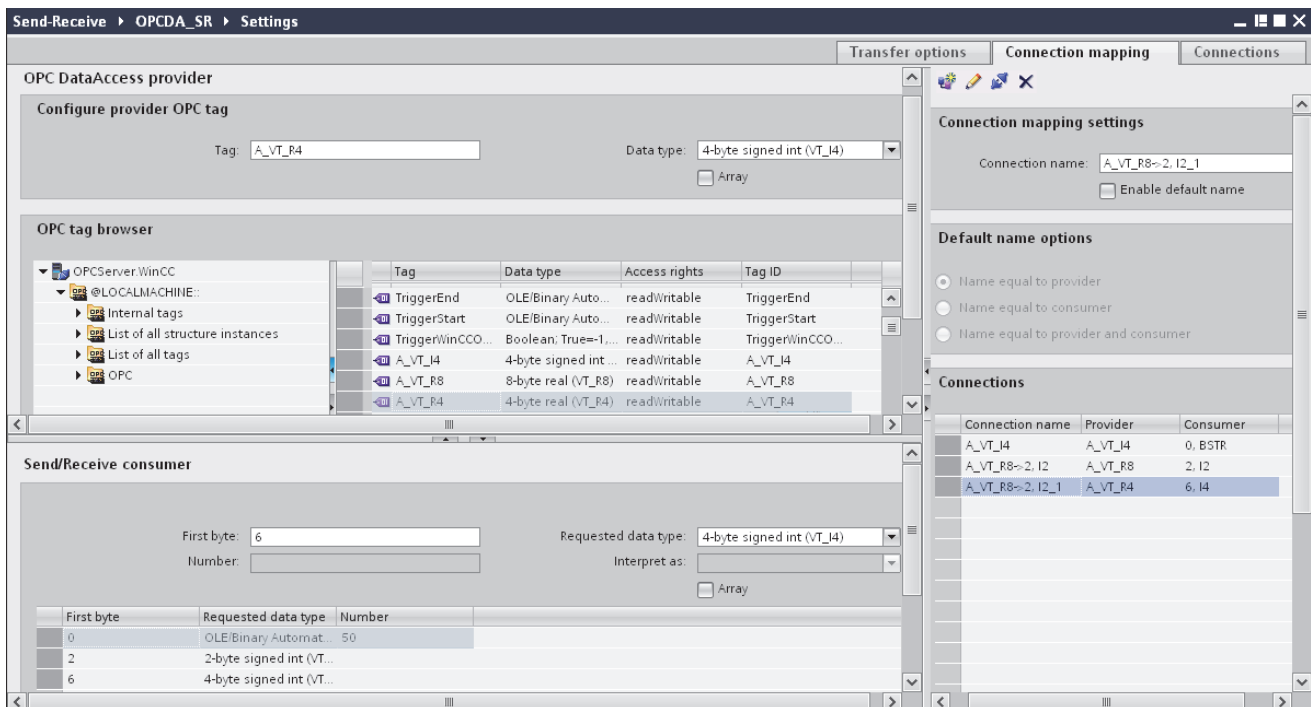 Send-Receive ▸ OPCDA_SR ▸ Settings
Transfer options
Connection mapping
Connections
OPC DataAccess provider
Configure provider OPC tag
Tag: A_VT_R4
Data type: 4-byte signed int (VT_I4)
Array
OPC tag browser
OPCServer.WinCC
@LOCALMACHINE::
Internal tags
List of all structure instances
List of all tags
OPC
Tag Data type Access rights Tag ID
TriggerEnd OLE/Binary Auto... readWritable TriggerEnd
TriggerStart OLE/Binary Auto... readWritable TriggerStart
TriggerWinCCO... Boolean; True=-1,... readWritable TriggerWinCCO...
A_VT_I4 4-byte signed int ... readWritable A_VT_I4
A_VT_R8 8-byte real (VT_R8) readWritable A_VT_R8
A_VT_R4 4-byte real (VT_R4) readWritable A_VT_R4
Send/Receive consumer
First byte: 6
Requested data type: 4-byte signed int (VT_I4)
Number:
Interpret as:
Array
First byte Requested data type Number
0 OLE/Binary Automat... 50
2 2-byte signed int (VT...
6 4-byte signed int (VT...
Connection mapping settings
Connection name: A_VT_R8->2, I2_1
Enable default name
Default name options
Name equal to provider
Name equal to consumer
Name equal to provider and consumer
Connections
Connection name Provider Consumer
A_VT_I4 A_VT_I4 0, BSTR
A_VT_R8->2, I2 A_VT_R8 2, I2
A_VT_R8->2, I2_1 A_VT_R4 6, I4